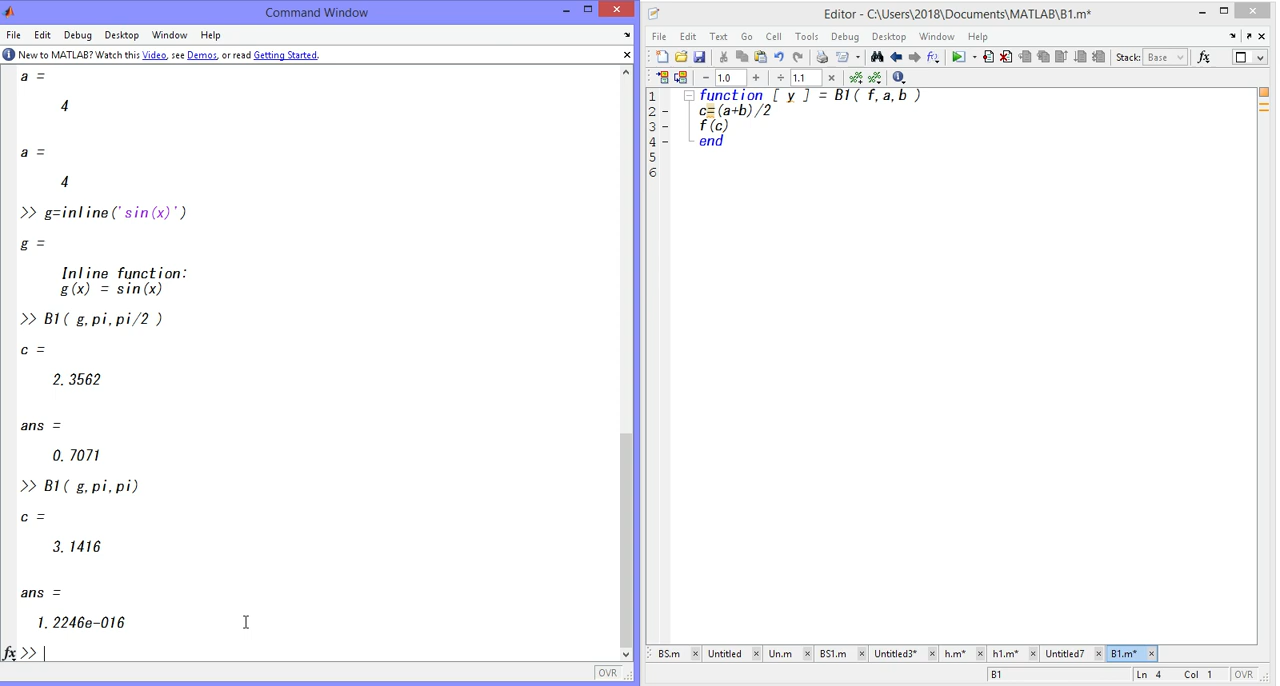 Command Window
File Edit Debug Desktop Window Help
New to MATLAB? Watch this Video, see Demos, or read Getting Started.
a =
4
a =
4
>> g=inline('sin(x)')
g =
Inline function:
g(x) = sin(x)
>> B1( g,pi,pi/2 )
c =
2.3562
ans =
0.7071
>> B1( g,pi,pi)
c =
3.1416
ans =
1.2246e-016
fx >>
OVR
Editor - C:\Users\2018\Documents\MATLAB\B1.m*
File Edit Text Go Cell Tools Debug Desktop Window Help
Stack: Base fx
− 1.0 + ÷ 1.1 ×
1 function [ y ] = B1( f,a,b )
2 - c=(a+b)/2
3 - f(c)
4 - end
5
6
BS.m Untitled Un.m BS1.m Untitled3* h.m* h1.m* Untitled7 B1.m*
B1 Ln 4 Col 1 OVR